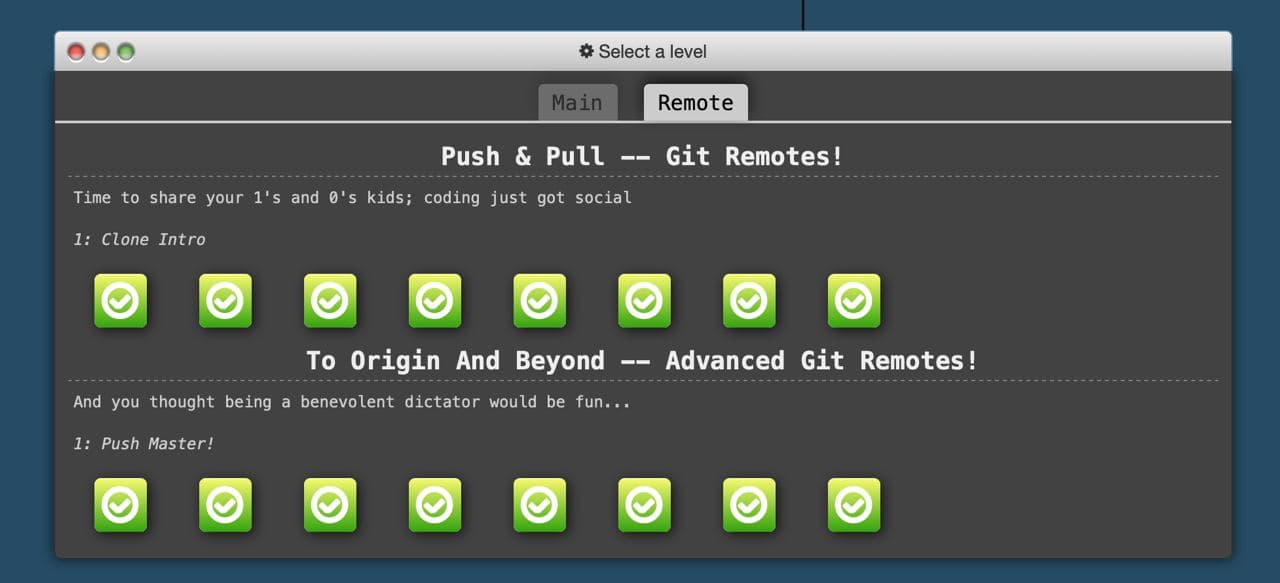 Select a level
Main
Remote
Push & Pull -- Git Remotes!
Time to share your 1's and 0's kids; coding just got social
1: Clone Intro
To Origin And Beyond -- Advanced Git Remotes!
And you thought being a benevolent dictator would be fun...
1: Push Master!